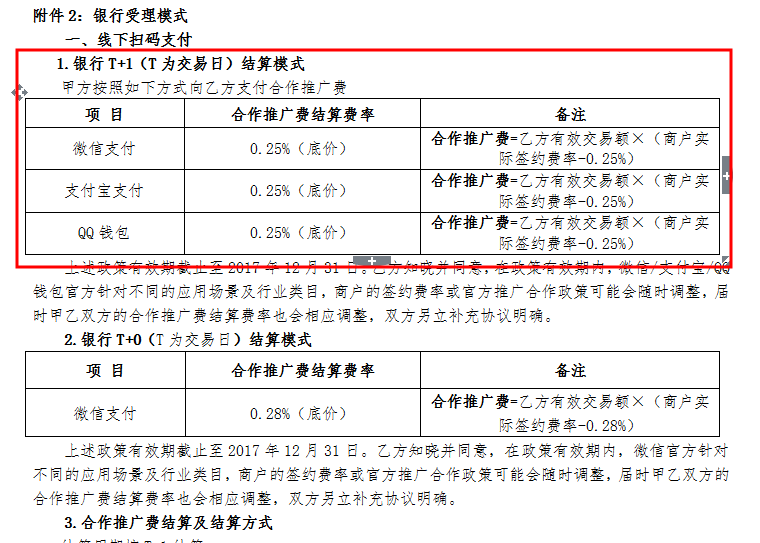 附件2：银行受理模式
一、线下扫码支付
1.银行T+1（T为交易日）结算模式
甲方按照如下方式向乙方支付合作推广费
项 目 合作推广费结算费率 备注
微信支付 0.25%（底价） 合作推广费=乙方有效交易额×（商户实
际签约费率-0.25%）
支付宝支付 0.25%（底价） 合作推广费=乙方有效交易额×（商户实
际签约费率-0.25%）
QQ钱包 0.25%（底价） 合作推广费=乙方有效交易额×（商户实
际签约费率-0.25%）
上述政策有效期截止至2017年12月31日。乙方知晓并同意，在政策有效期内，微信/支付宝/QQ
钱包官方针对不同的应用场景及行业类目，商户的签约费率或官方推广合作政策可能会随时调整，届
时甲乙双方的合作推广费结算费率也会相应调整，双方另立补充协议明确。
2.银行T+0（T为交易日）结算模式
项 目 合作推广费结算费率 备注
微信支付 0.28%（底价） 合作推广费=乙方有效交易额×（商户实
际签约费率-0.28%）
上述政策有效期截止至2017年12月31日。乙方知晓并同意，在政策有效期内，微信官方针对
不同的应用场景及行业类目，商户的签约费率或官方推广合作政策可能会随时调整，届时甲乙双方的
合作推广费结算费率也会相应调整，双方另立补充协议明确。
3.合作推广费结算及结算方式